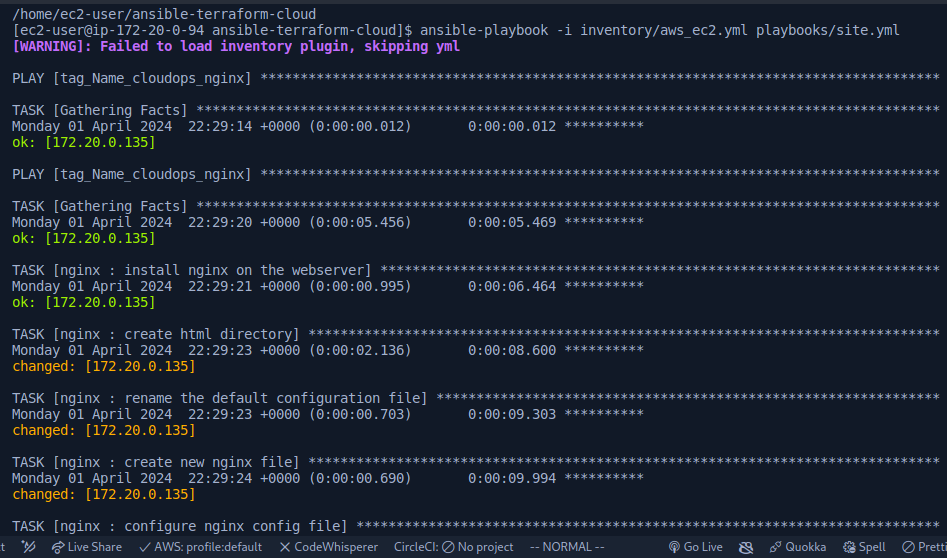 /home/ec2-user/ansible-terraform-cloud
[ec2-user@ip-172-20-0-94 ansible-terraform-cloud]$ ansible-playbook -i inventory/aws_ec2.yml playbooks/site.yml
[WARNING]: Failed to load inventory plugin, skipping yml
PLAY [tag_Name_cloudops_nginx] *************************************************************************************
TASK [Gathering Facts] *********************************************************************************************
Monday 01 April 2024  22:29:14 +0000 (0:00:00.012)       0:00:00.012 **********
ok: [172.20.0.135]
PLAY [tag_Name_cloudops_nginx] *************************************************************************************
TASK [Gathering Facts] *********************************************************************************************
Monday 01 April 2024  22:29:20 +0000 (0:00:05.456)       0:00:05.469 **********
ok: [172.20.0.135]
TASK [nginx : install nginx on the webserver] **********************************************************************
Monday 01 April 2024  22:29:21 +0000 (0:00:00.995)       0:00:06.464 **********
ok: [172.20.0.135]
TASK [nginx : create html directory] *******************************************************************************
Monday 01 April 2024  22:29:23 +0000 (0:00:02.136)       0:00:08.600 **********
changed: [172.20.0.135]
TASK [nginx : rename the default configuration file] ***************************************************************
Monday 01 April 2024  22:29:23 +0000 (0:00:00.703)       0:00:09.303 **********
changed: [172.20.0.135]
TASK [nginx : create new nginx file] *******************************************************************************
Monday 01 April 2024  22:29:24 +0000 (0:00:00.690)       0:00:09.994 **********
changed: [172.20.0.135]
TASK [nginx : configure nginx config file] *************************************************************************
Live Share AWS: profile:default CodeWhisperer CircleCI: No project -- NORMAL -- Go Live Quokka Spell Prett